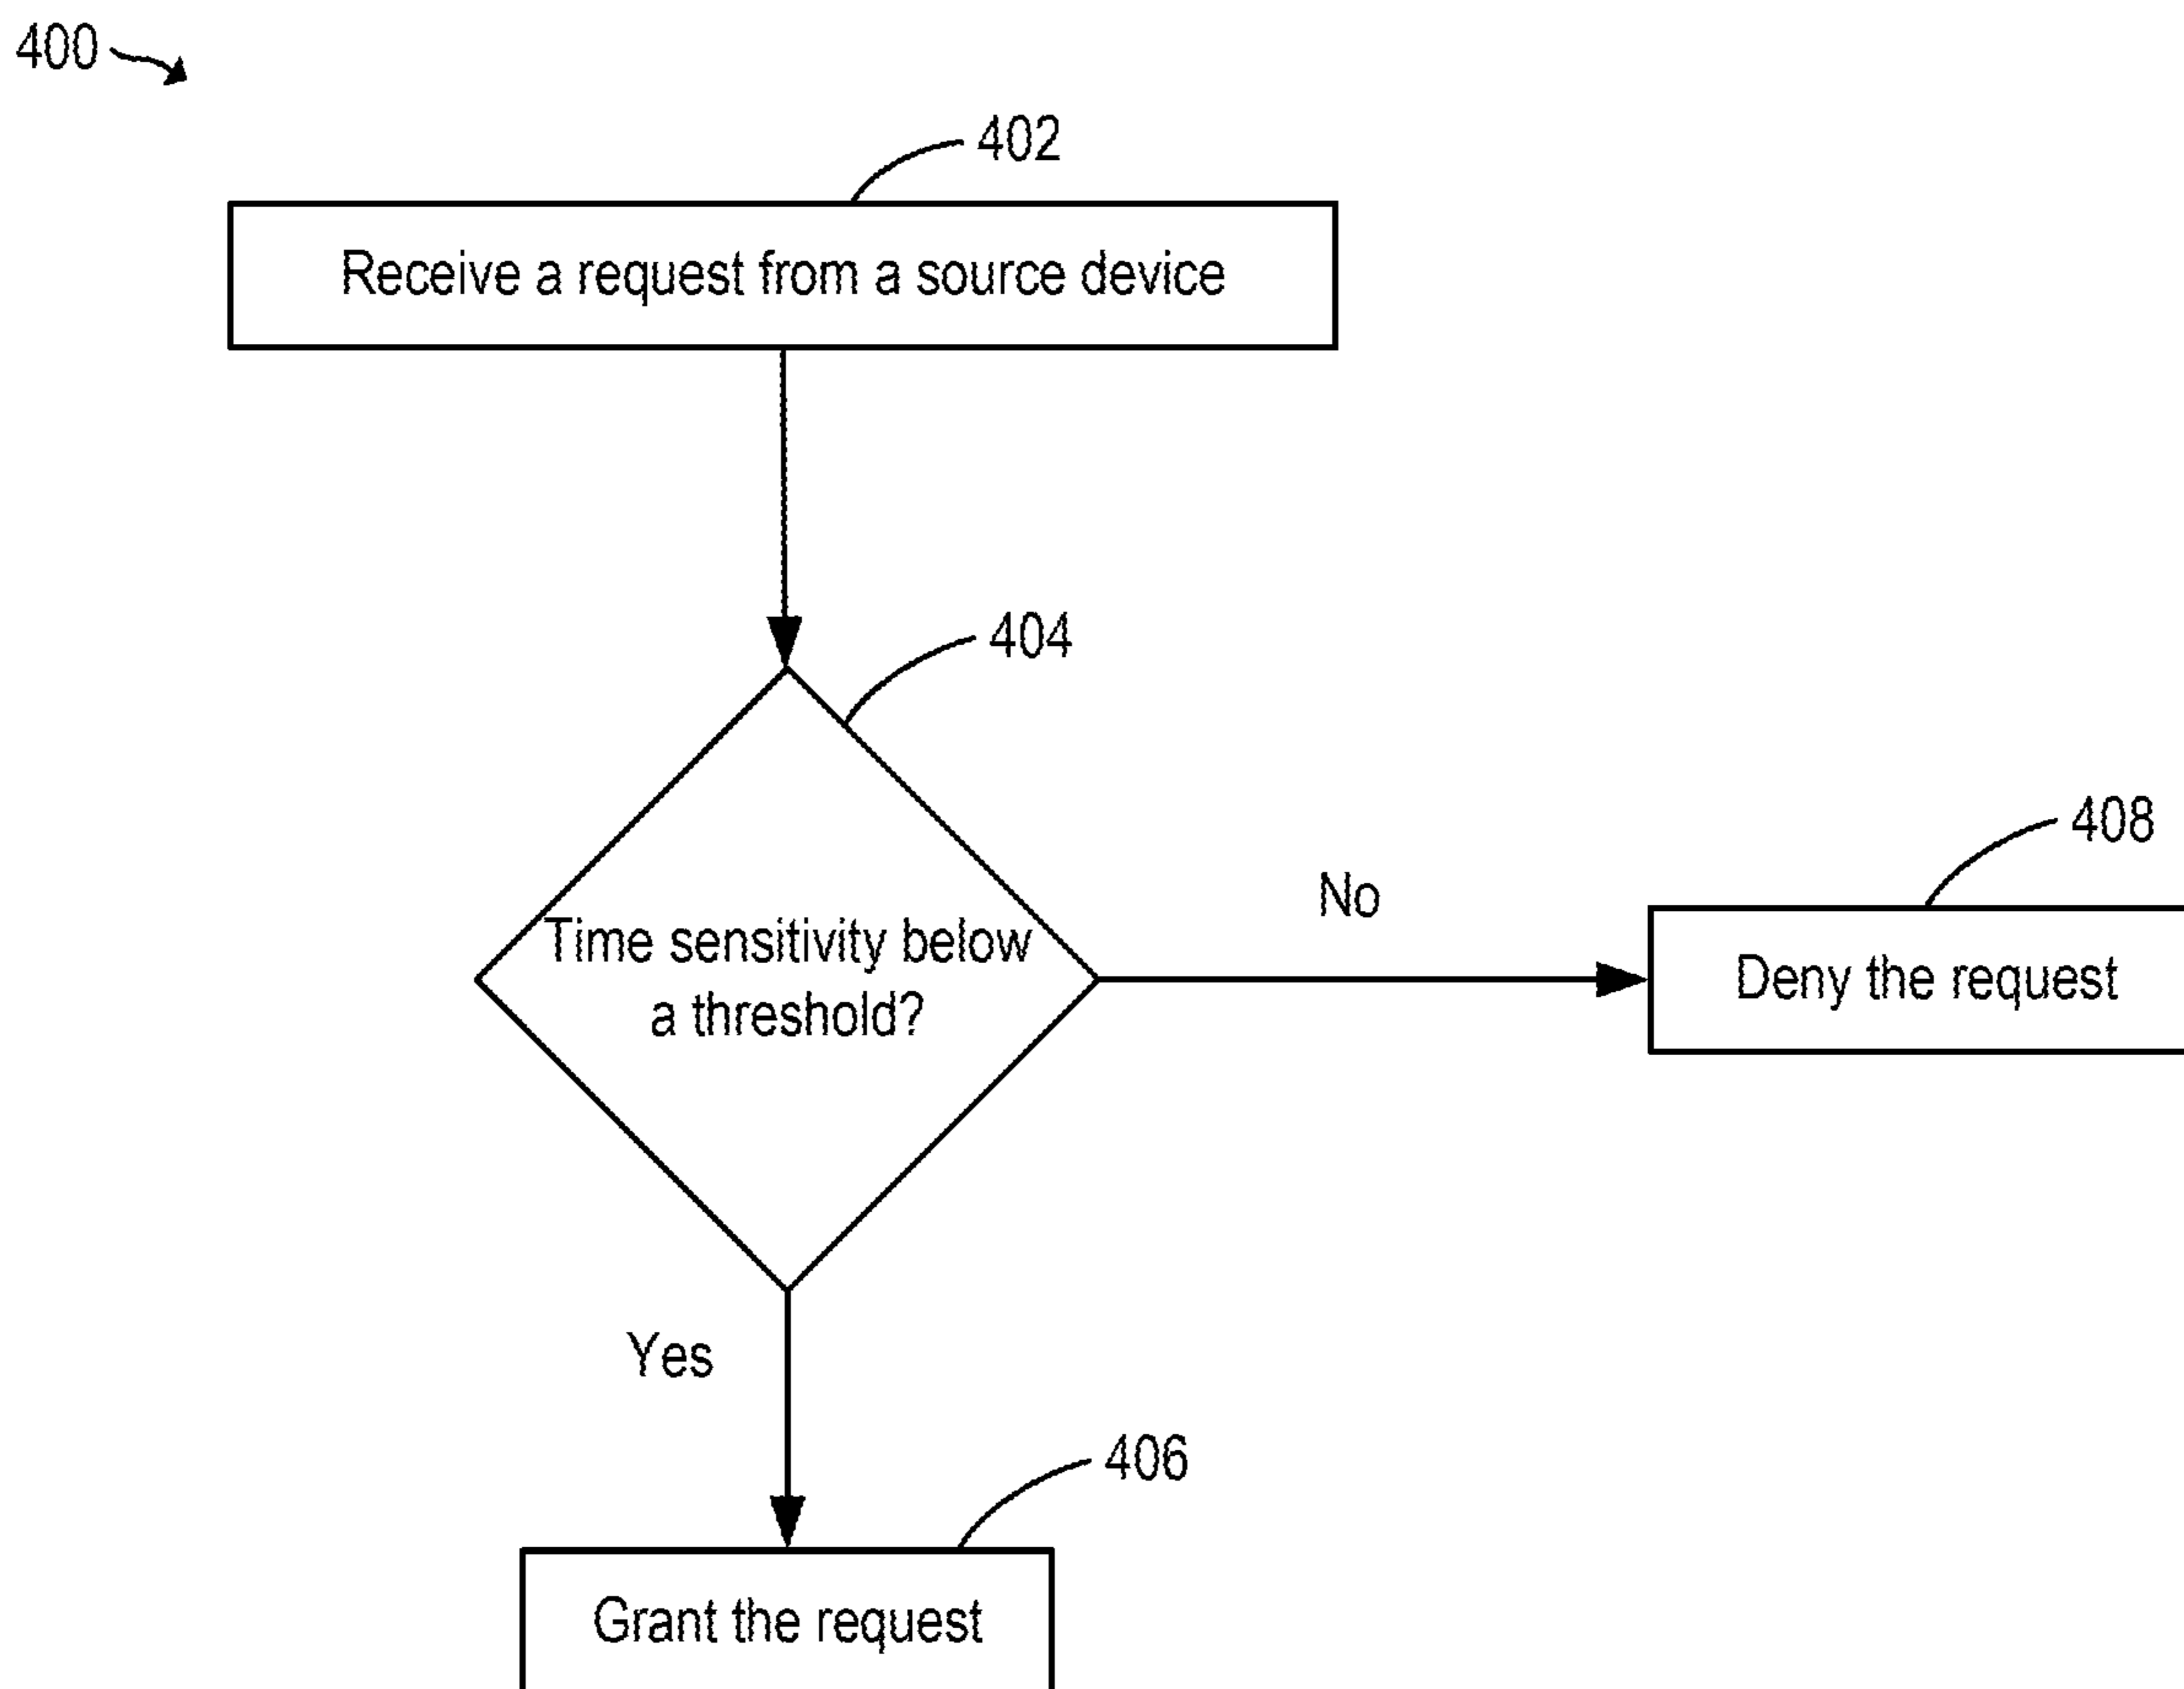 400
402
Receive a request from a source device
404
408
No
Time sensitivity below
a threshold?
Deny the request
Yes
406
Grant the request